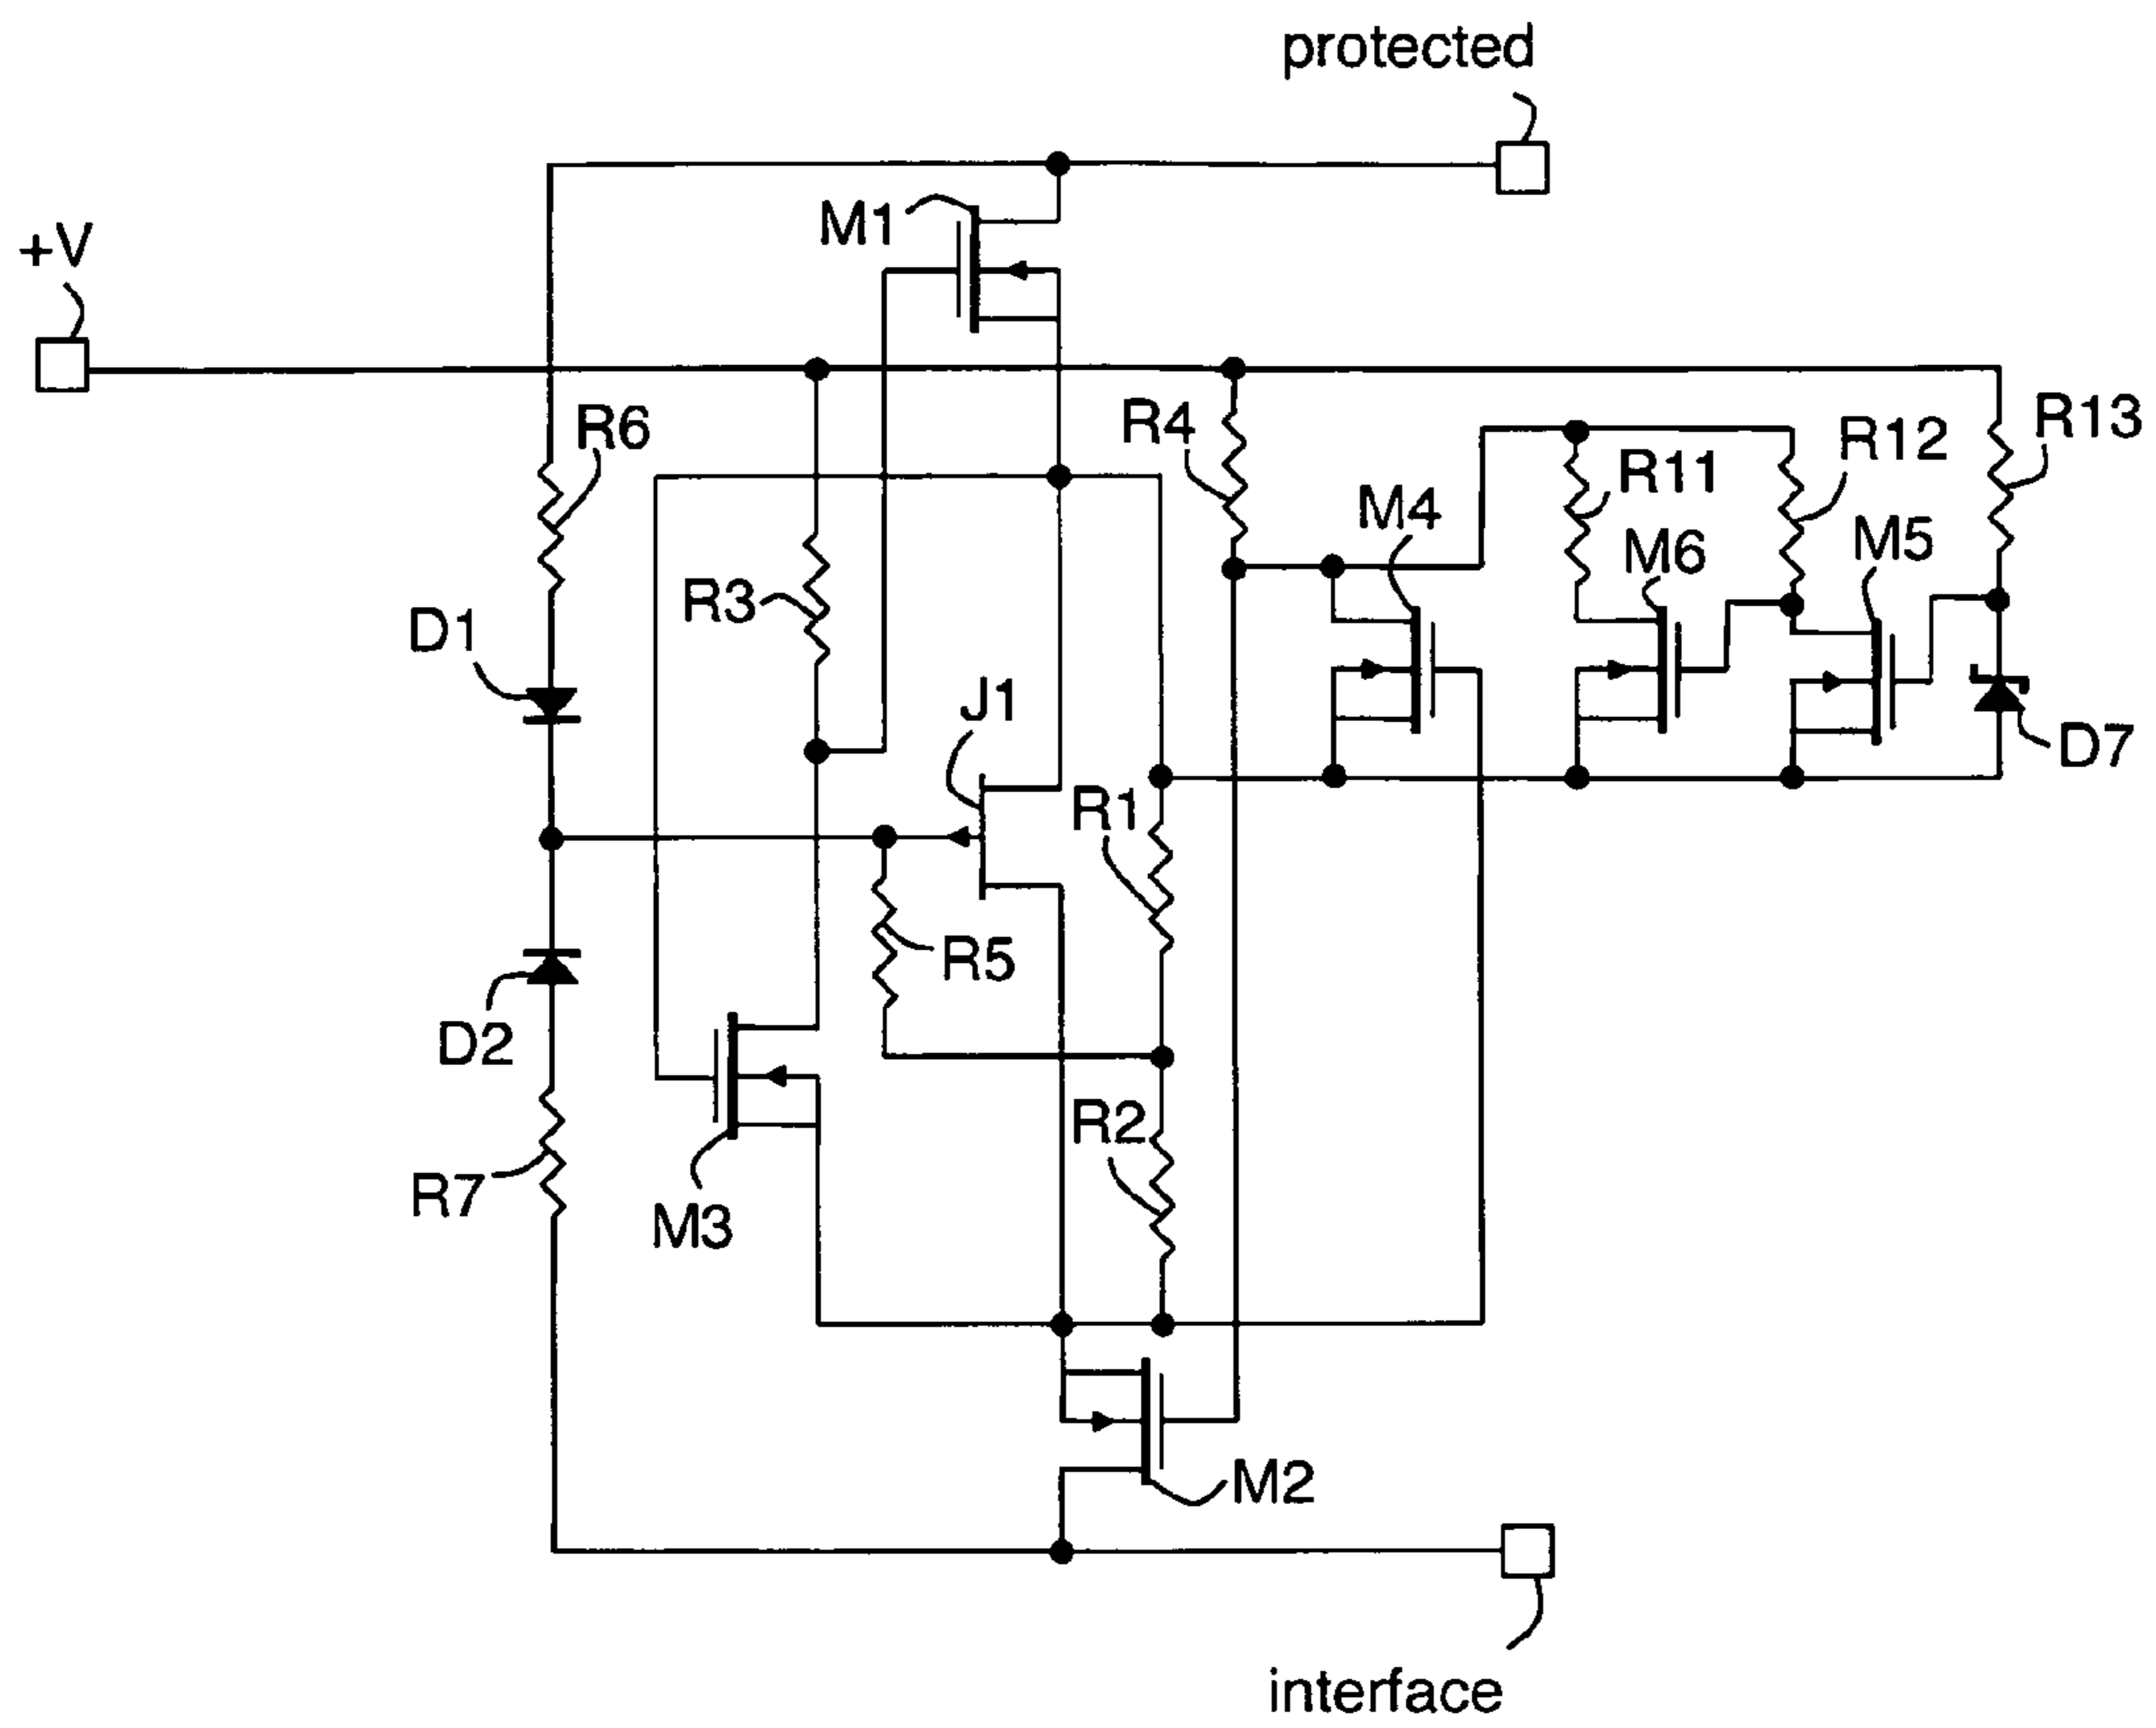 protected
M1
+V
R4
R13
R6
R12
R11
M4
M5
M6
R3
D1
J1
D7
R1
R5
D2
R2
R7
M3
M2
interface